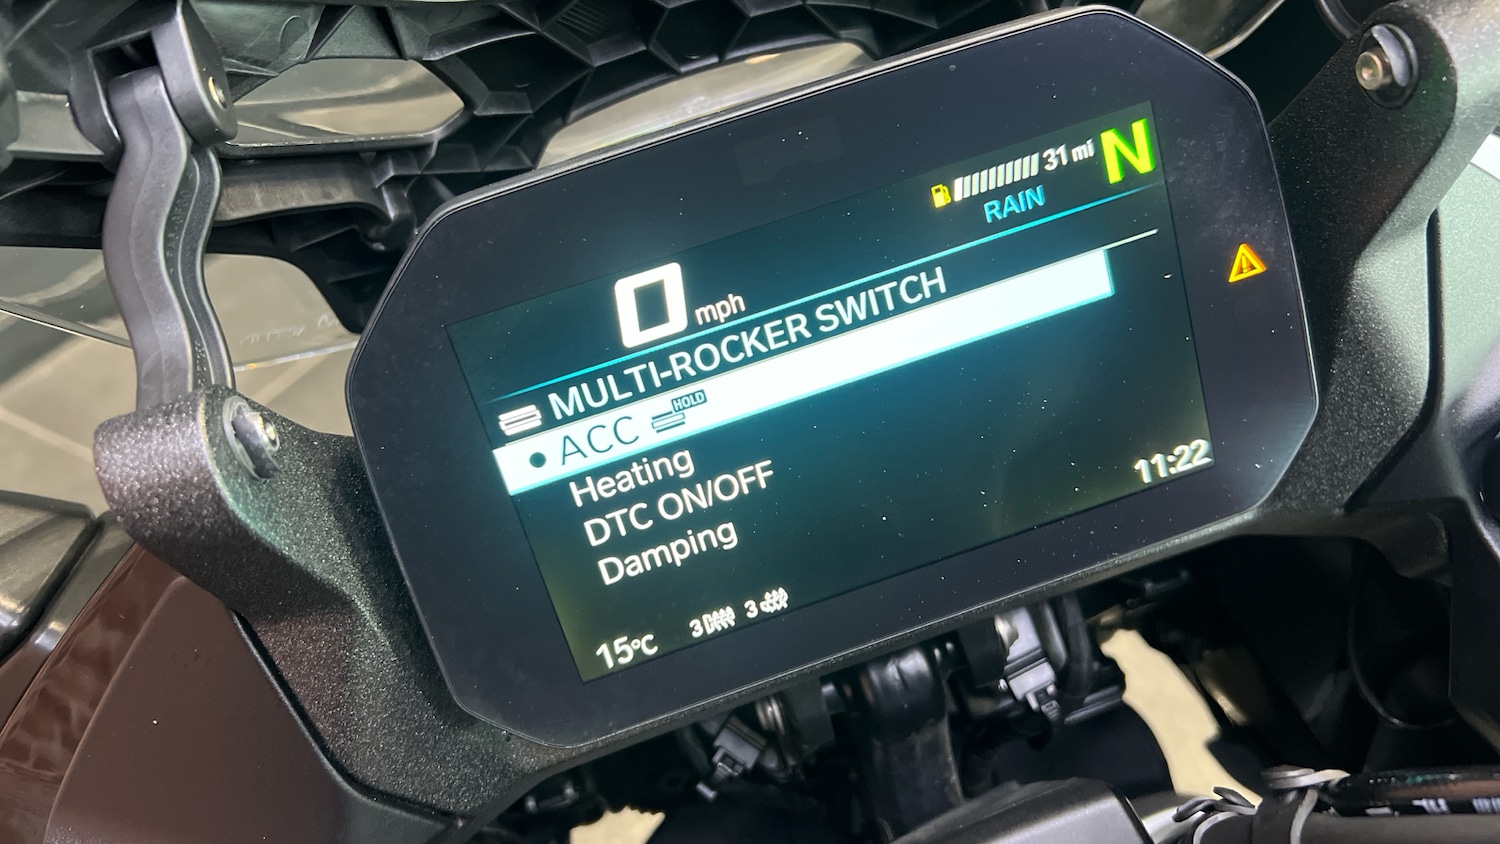 31 mi N
RAIN
0 mph
MULTI-ROCKER SWITCH
ACC HOLD
Heating
DTC ON/OFF
Damping
11:22
15°C 3 3